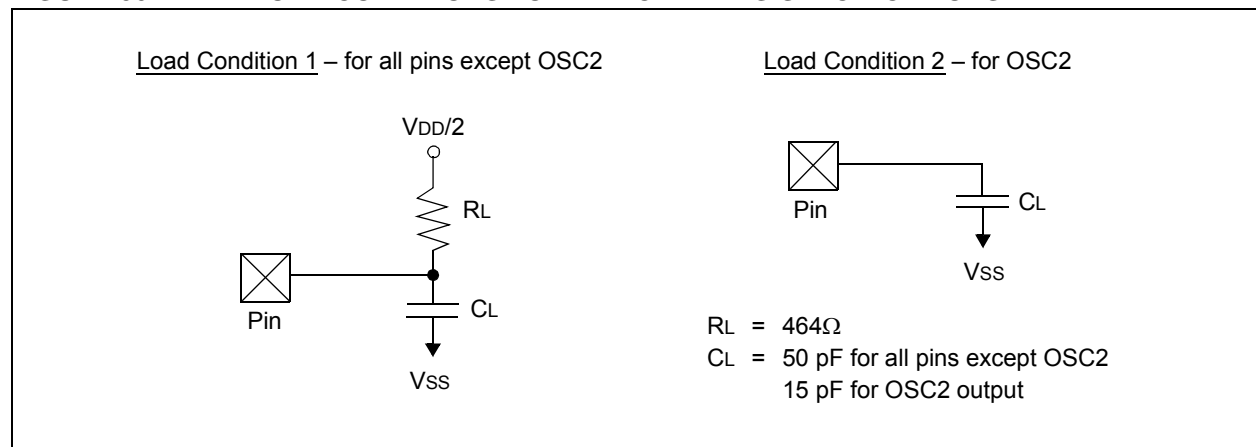 Load Condition 1 – for all pins except OSC2
VDD/2
RL
Pin
CL
VSS
Load Condition 2 – for OSC2
Pin
CL
VSS
RL = 464Ω
CL = 50 pF for all pins except OSC2
15 pF for OSC2 output